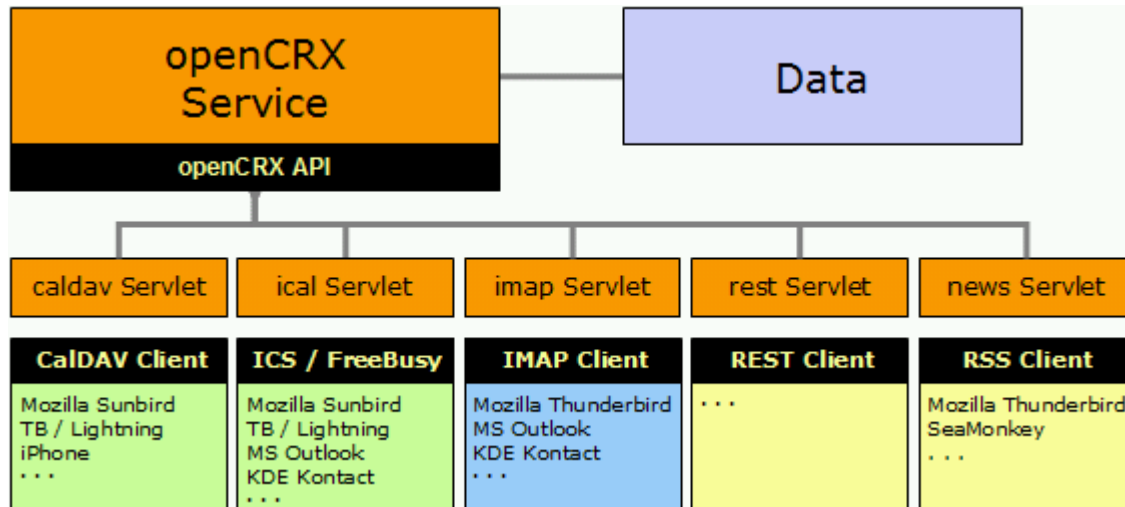 openCRX
Service
Data
openCRX API
caldav Servlet
ical Servlet
imap Servlet
rest Servlet
news Servlet
CalDAV Client
Mozilla Sunbird
TB / Lightning
iPhone
. . .
ICS / FreeBusy
Mozilla Sunbird
TB / Lightning
MS Outlook
KDE Kontact
. . .
IMAP Client
Mozilla Thunderbird
MS Outlook
KDE Kontact
. . .
REST Client
. . .
RSS Client
Mozilla Thunderbird
SeaMonkey
. . .